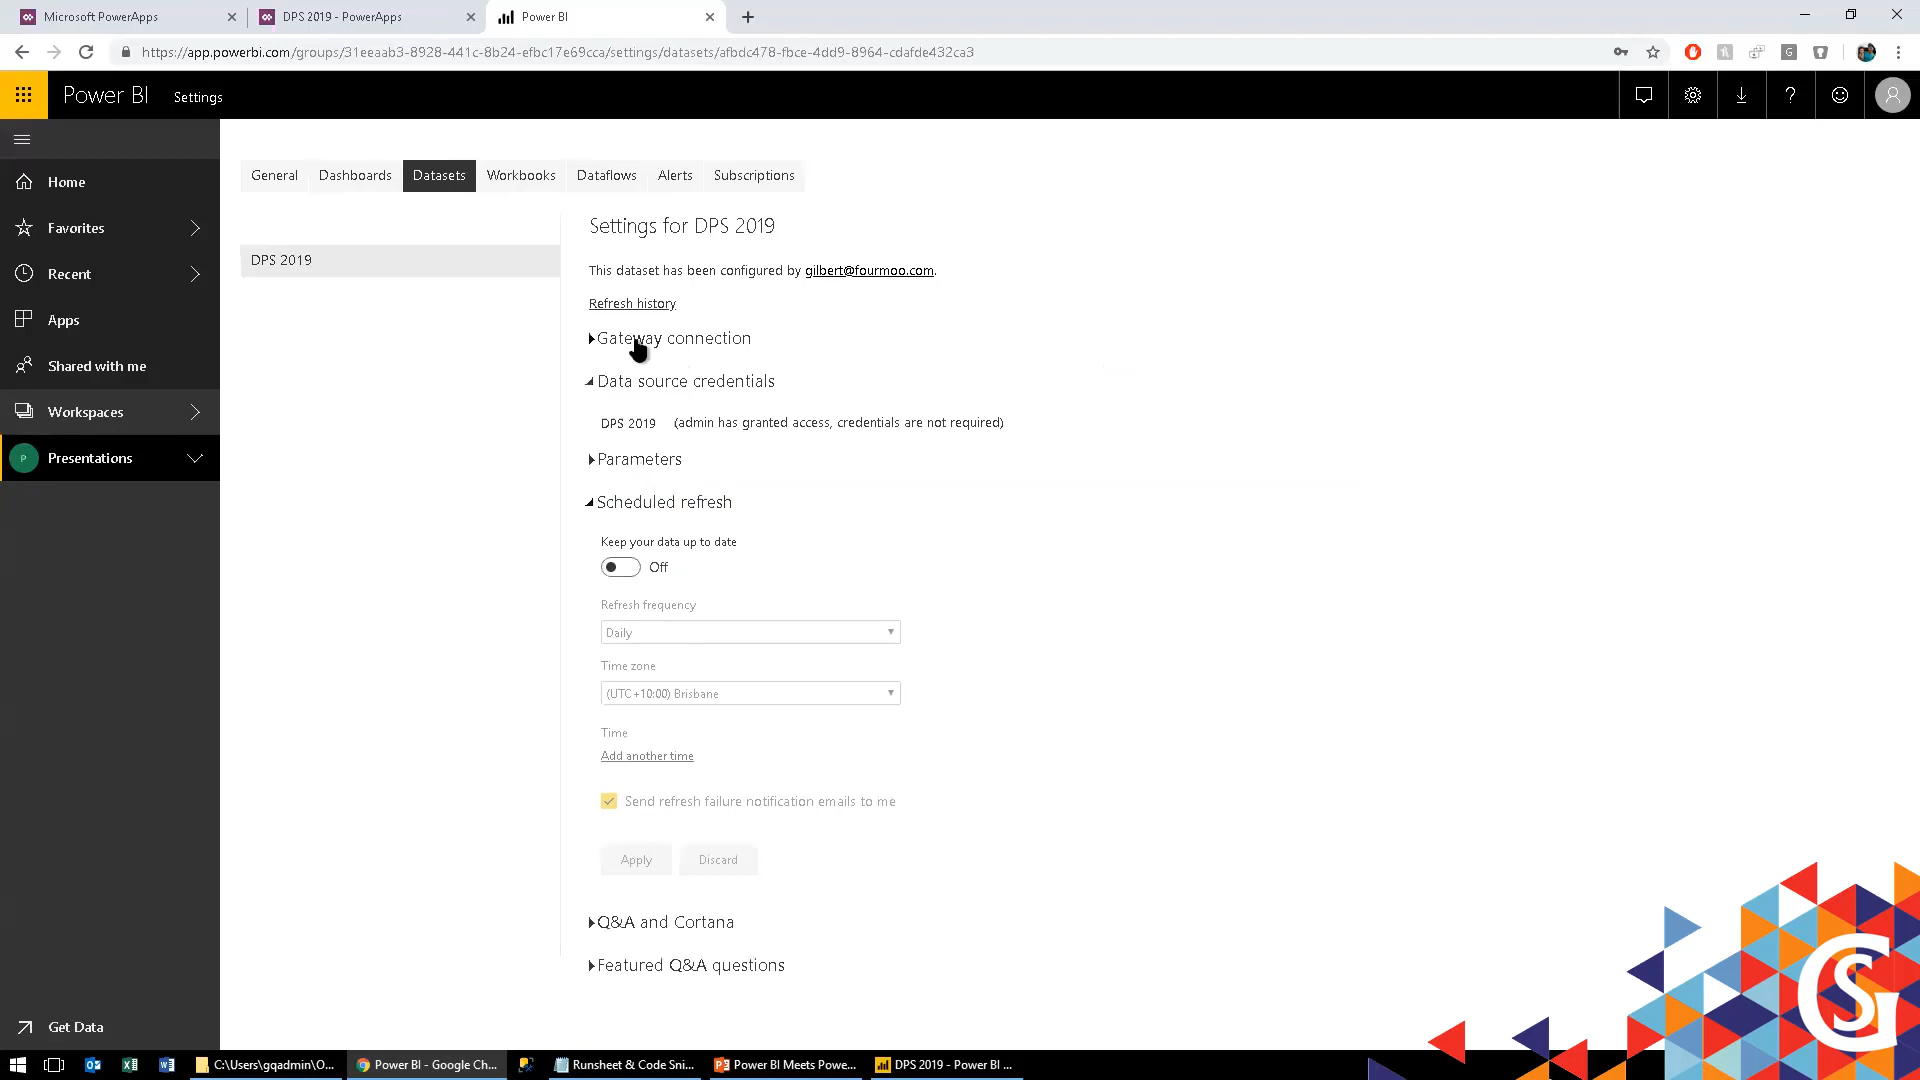 Microsoft PowerApps
DPS 2019 - PowerApps
Power BI
https://app.powerbi.com/groups/31eeaab3-8928-441c-8b24-efbc17e69cca/settings/datasets/afbdc478-fbce-4dd9-8964-cdafde432ca3
Power BI Settings
Home
Favorites
Recent
Apps
Shared with me
Workspaces
P Presentations
Get Data
General Dashboards Datasets Workbooks Dataflows Alerts Subscriptions
DPS 2019
Settings for DPS 2019
This dataset has been configured by gilbert@fourmoo.com.
Refresh history
Gateway connection
Data source credentials
DPS 2019 (admin has granted access, credentials are not required)
Parameters
Scheduled refresh
Keep your data up to date
Off
Refresh frequency
Daily
Time zone
(UTC+10:00) Brisbane
Time
Add another time
Send refresh failure notification emails to me
Apply Discard
Q&A and Cortana
Featured Q&A questions
GS
C:\Users\gqadmin\O...
Power BI - Google Ch...
Runsheet & Code Sni...
Power BI Meets Powe...
DPS 2019 - Power BI ...